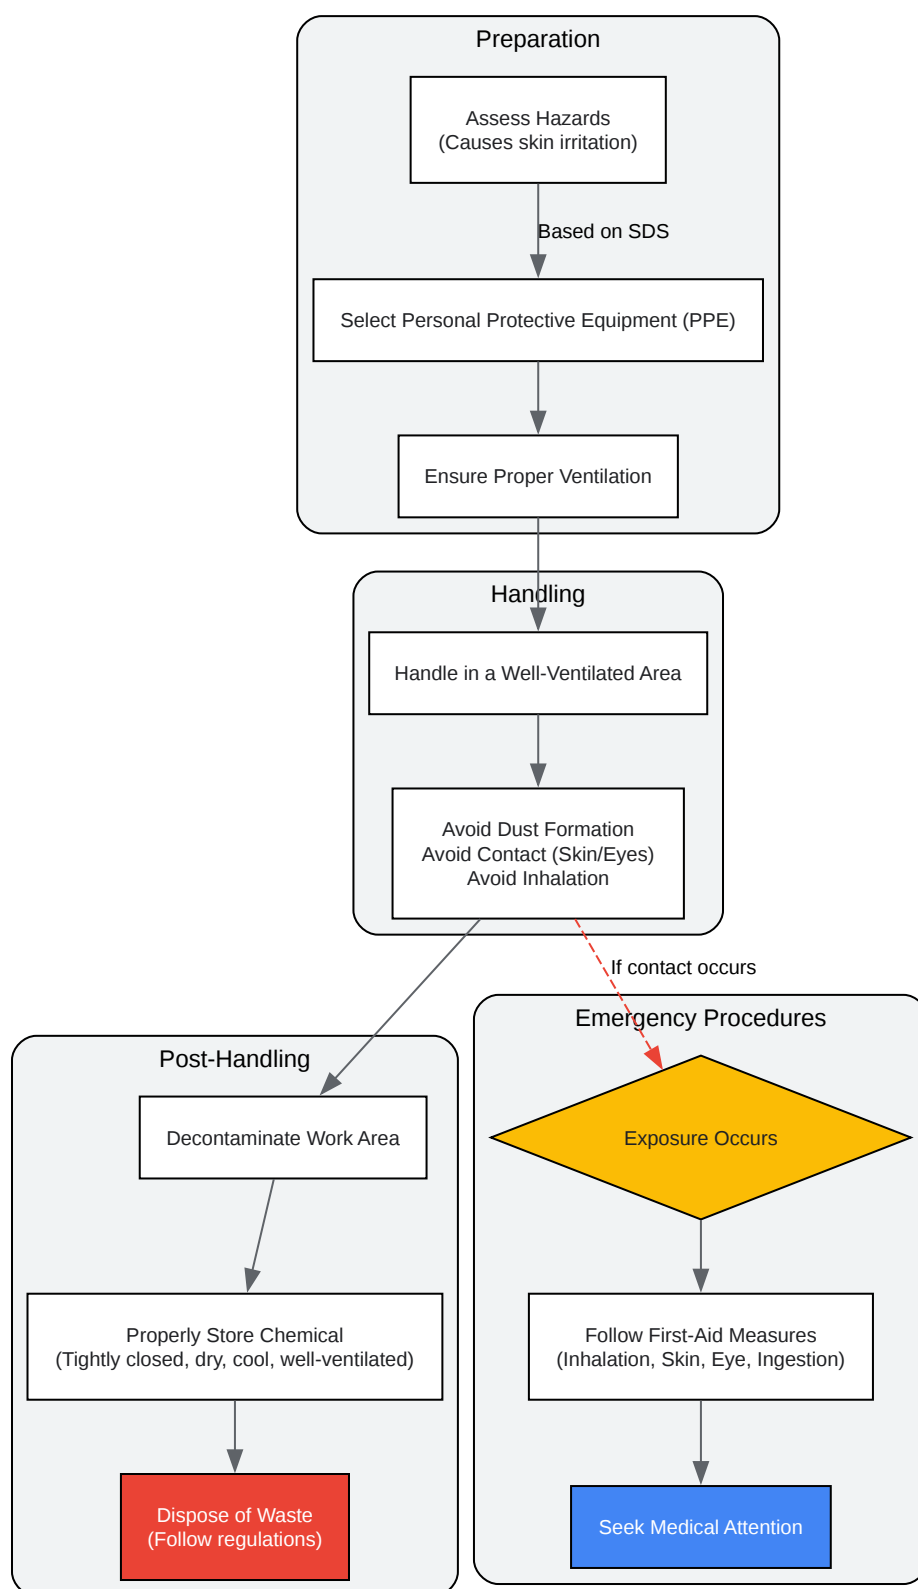 Preparation
Assess Hazards
(Causes skin irritation)
Based on SDS
Select Personal Protective Equipment (PPE)
Ensure Proper Ventilation
Handling
Handle in a Well-Ventilated Area
Avoid Dust Formation
Avoid Contact (Skin/Eyes)
Avoid Inhalation
If contact occurs
Post-Handling
Decontaminate Work Area
Properly Store Chemical
(Tightly closed, dry, cool, well-ventilated)
Dispose of Waste
(Follow regulations)
Emergency Procedures
Exposure Occurs
Follow First-Aid Measures
(Inhalation, Skin, Eye, Ingestion)
Seek Medical Attention